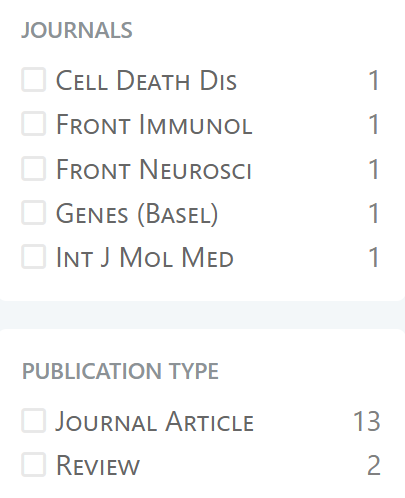 JOURNALS
Cell Death Dis 1
Front Immunol 1
Front Neurosci 1
Genes (Basel) 1
Int J Mol Med 1
PUBLICATION TYPE
Journal Article 13
Review 2